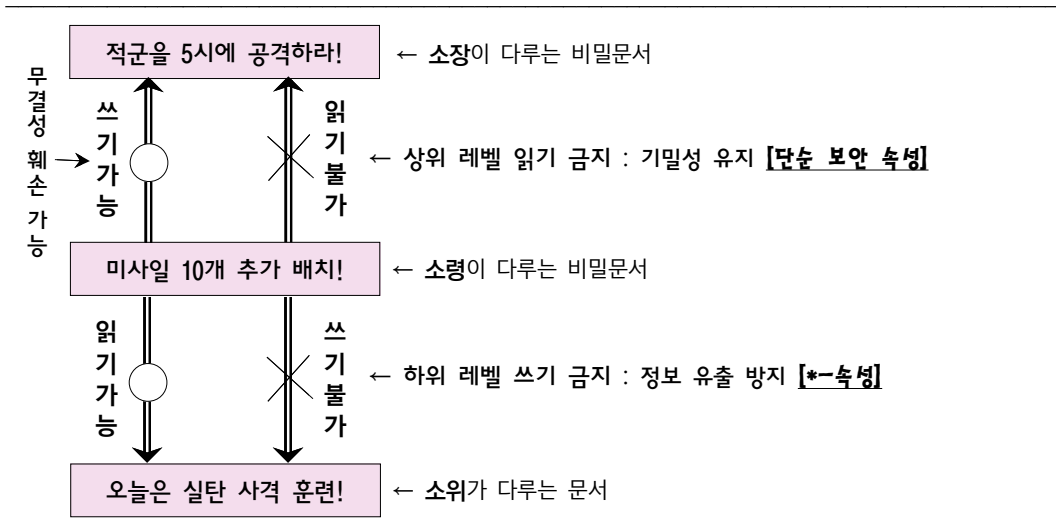 적군을 5시에 공격하라!
← 소장이 다루는 비밀문서
무결성 훼손 가능
쓰기가능
읽기불가
← 상위 레벨 읽기 금지 : 기밀성 유지 [단순 보안 속성]
미사일 10개 추가 배치!
← 소령이 다루는 비밀문서
읽기가능
쓰기불가
← 하위 레벨 쓰기 금지 : 정보 유출 방지 [*-속성]
오늘은 실탄 사격 훈련!
← 소위가 다루는 문서